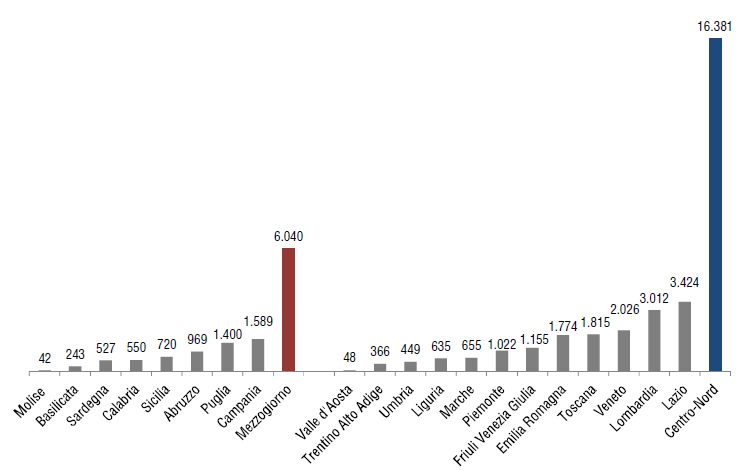 16.381
6.040
3.424
3.012
2.026
1.815
1.774
1.589
1.400
1.155
1.022
969
720
550
527
243
42
655
635
449
366
48
Molise
Basilicata
Sardegna
Calabria
Sicilia
Abruzzo
Puglia
Campania
Mezzogiorno
Valle d'Aosta
Trentino Alto Adige
Umbria
Liguria
Marche
Piemonte
Friuli Venezia Giulia
Emilia Romagna
Toscana
Veneto
Lombardia
Lazio
Centro-Nord